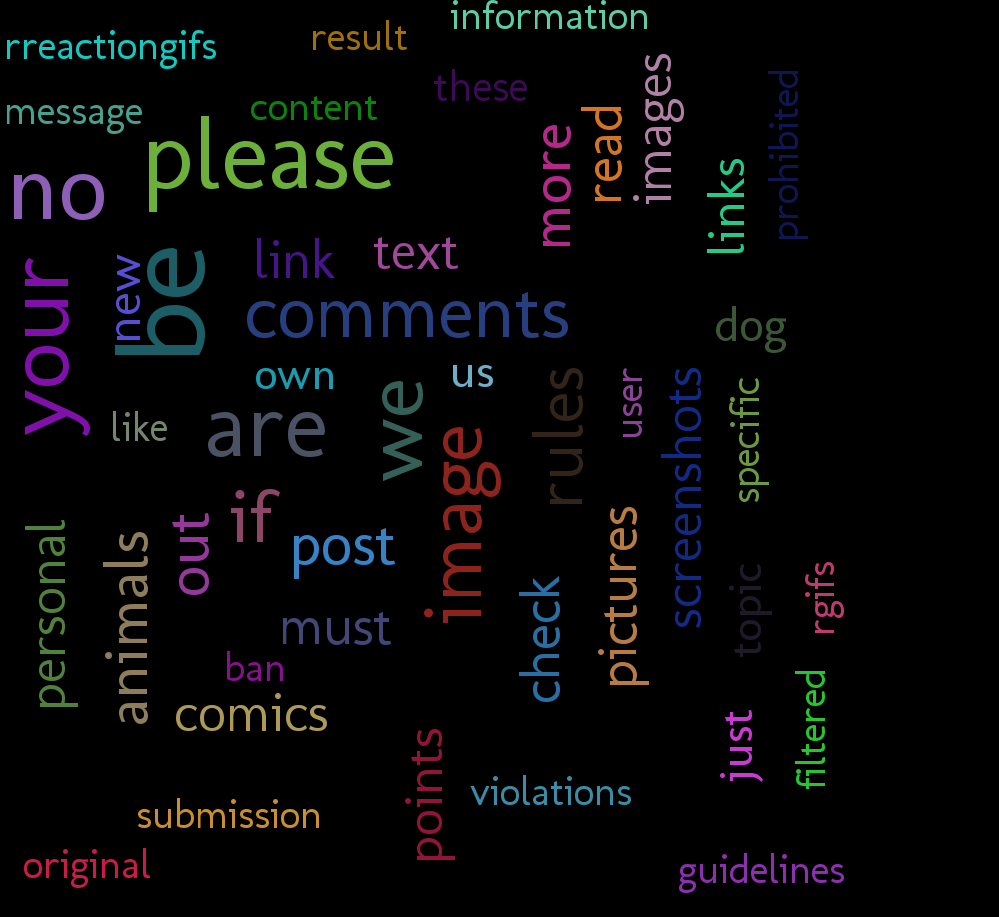 information
rreactiongifs
result
these
message
content
images
prohibited
no
please
more
read
links
your
new
be
link
text
comments
dog
own
us
like
are
we
image
rules
user
screenshots
specific
personal
animals
out
if
post
must
check
pictures
topic
rgifs
ban
comics
points
just
filtered
violations
submission
original
guidelines